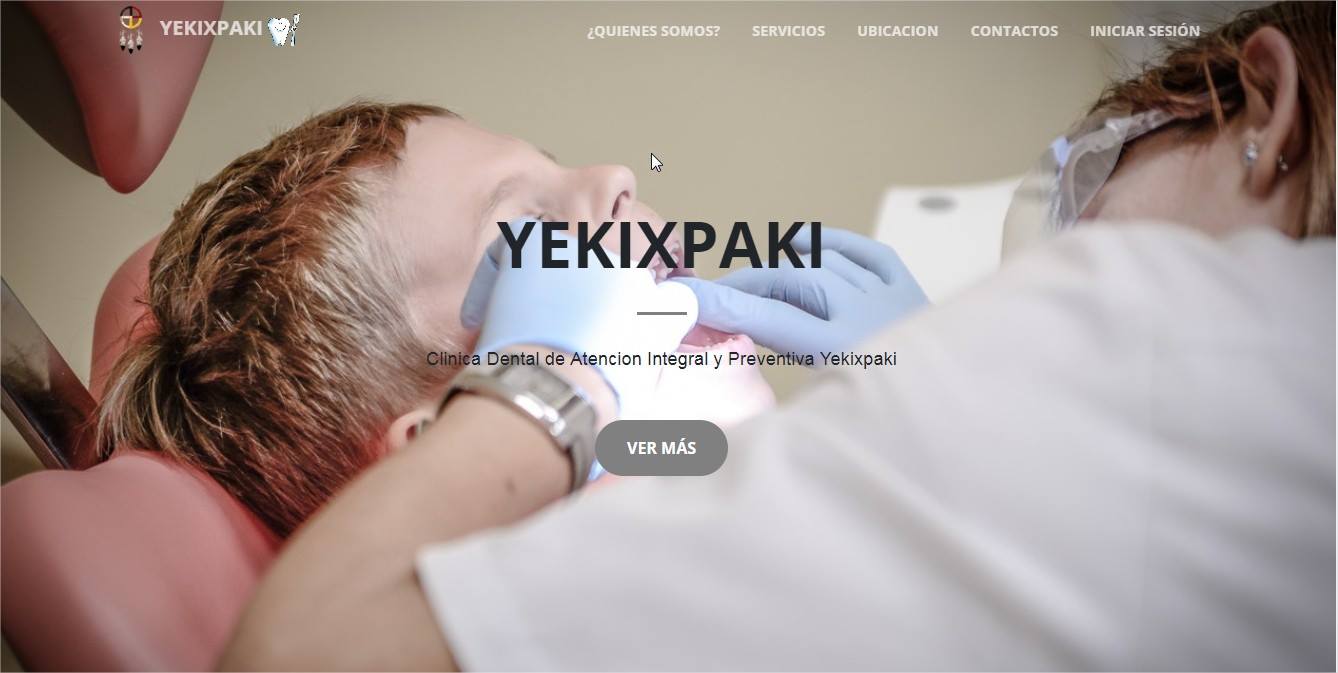 YEKIXPAKI
¿QUIENES SOMOS? SERVICIOS UBICACION CONTACTOS INICIAR SESIÓN
YEKIXPAKI
Clinica Dental de Atencion Integral y Preventiva Yekixpaki
VER MÁS